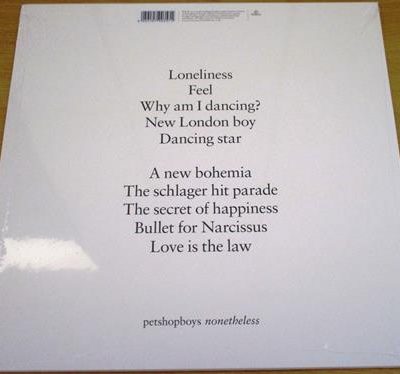 Loneliness
Feel
Why am I dancing?
New London boy
Dancing star
A new bohemia
The schlager hit parade
The secret of happiness
Bullet for Narcissus
Love is the law
petshopboys nonetheless